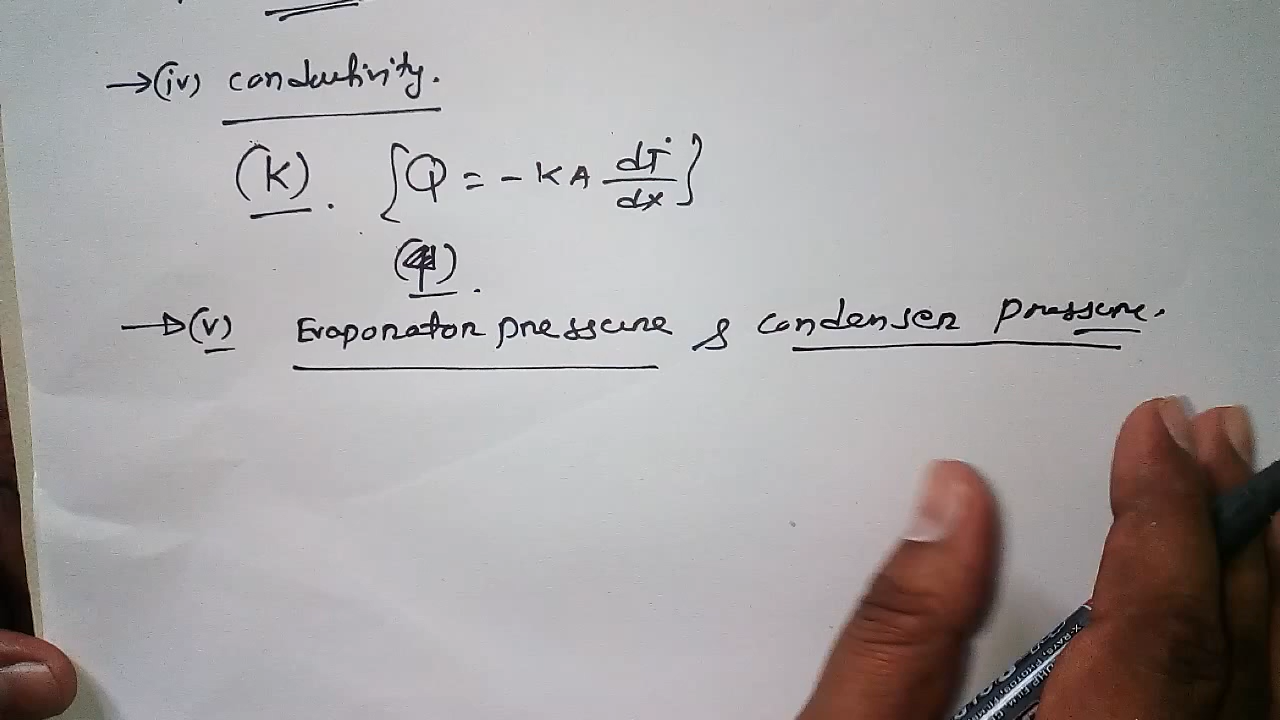 →(iv) conductivity.
(K). {Q = - KA dT/dx}
→(v) Evaporator pressure & condenser pressure.